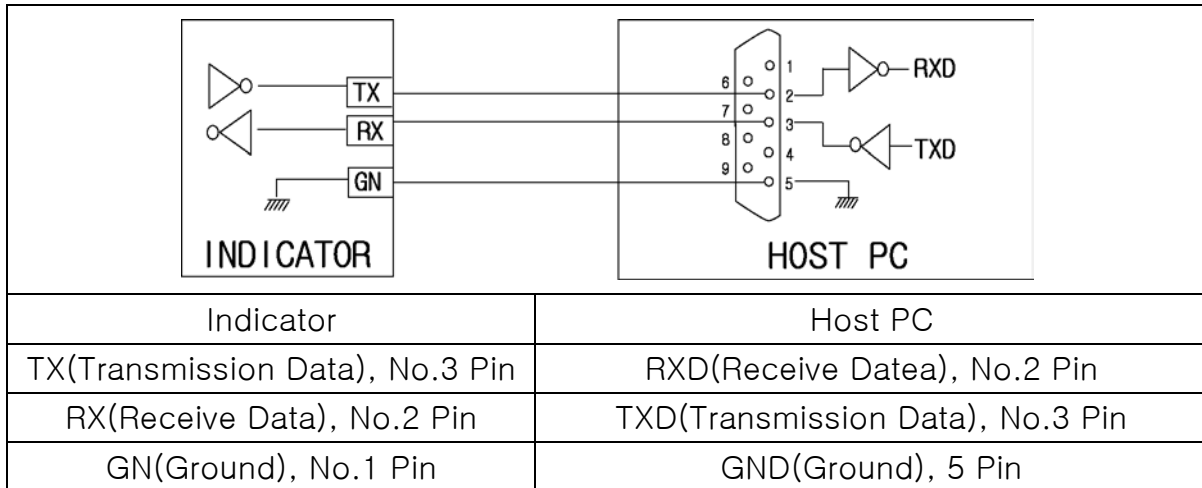 TX
RX
GN
INDICATOR
1
6
2
RXD
7
3
8
4
TXD
9
5
HOST PC
Indicator
Host PC
TX(Transmission Data), No.3 Pin
RXD(Receive Datea), No.2 Pin
RX(Receive Data), No.2 Pin
TXD(Transmission Data), No.3 Pin
GN(Ground), No.1 Pin
GND(Ground), 5 Pin